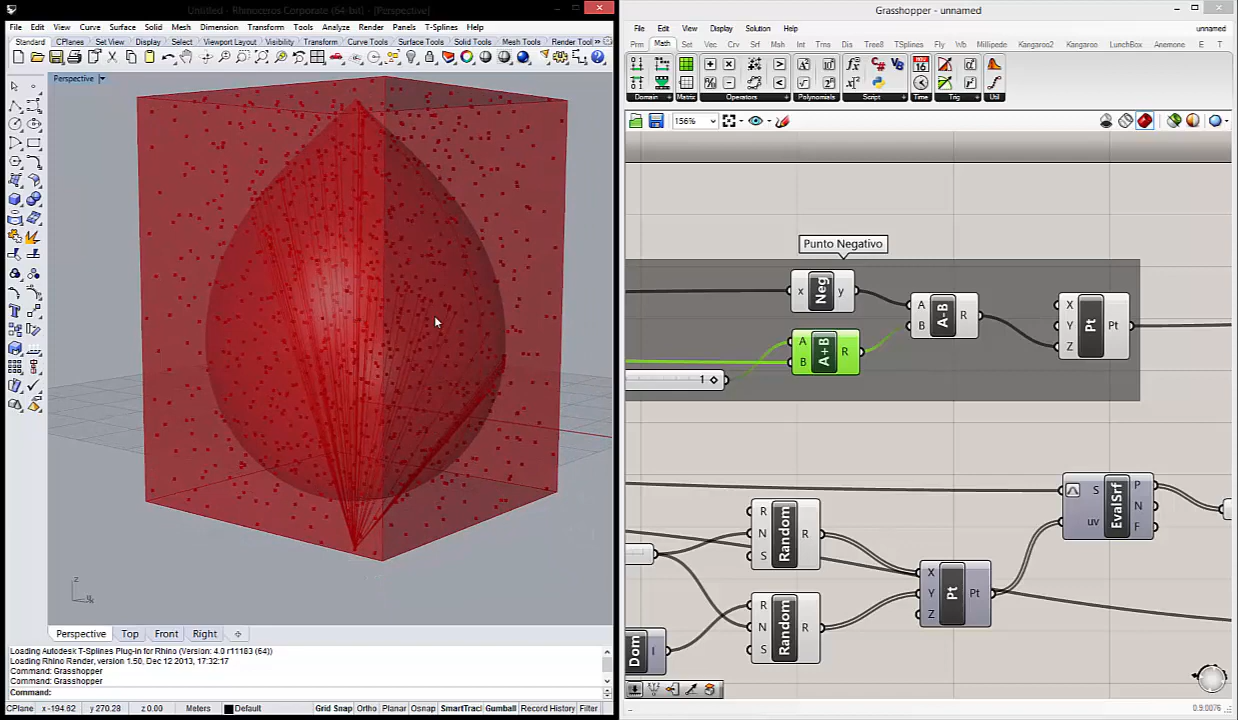 Untitled - Rhinoceros Corporate (64-bit) - [Perspective]
File Edit View Curve Surface Solid Mesh Dimension Transform Tools Analyze Render Panels T-Splines Help
Standard CPlanes Set View Display Select Viewport Layout Visibility Transform Curve Tools Surface Tools Solid Tools Mesh Tools Render Tool
Perspective
z
Perspective Top Front Right
Loading Autodesk T-Splines Plug-in for Rhino (Version: 4.0 r11183 (64))
Loading Rhino Render, version 1.50, Dec 12 2013, 17:32:17
Command: Grasshopper
Command: Grasshopper
Command:
CPlane x -194.62 y 270.28 z 0.00 Meters Default Grid Snap Ortho Planar Osnap SmartTracl Gumball Record History Filter
Grasshopper - unnamed
File Edit View Display Solution Help
unnamed
Prm Math Set Vec Crv Srf Msh Int Trns Dis Tree8 TSplines Fly Wb Millipede Kangaroo2 Kangaroo LunchBox Anemone E T
Domain Matrix Operators Polynomials Script Time Trig Util
156%
Punto Negativo
x Neg y
A B A-B R
A B A+B R
1
X Y Z Pt Pt
R N S Random R
S uv EvalSrf P N F
X Y Z Pt Pt
R N S Random R
Dom I
0.9.0076